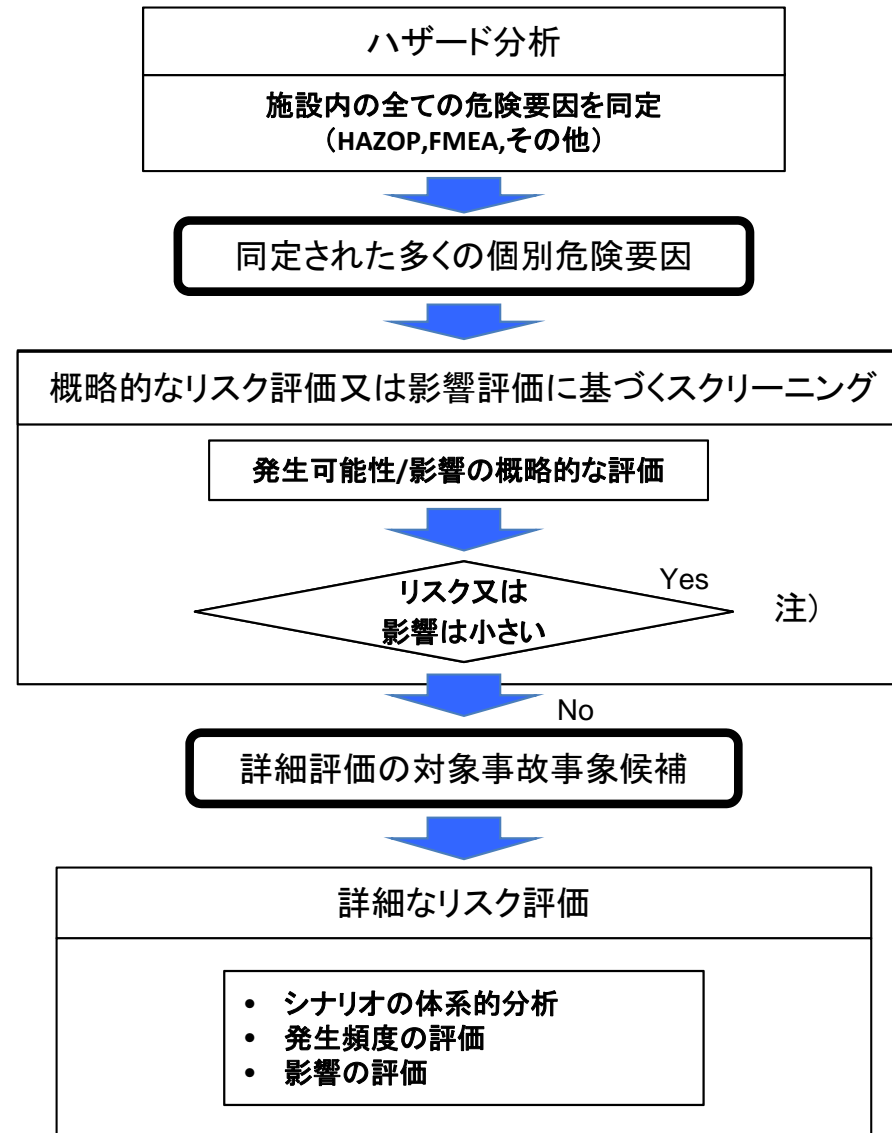 ハザード分析
施設内の全ての危険要因を同定
(HAZOP,FMEA,その他)
同定された多くの個別危険要因
概略的なリスク評価又は影響評価に基づくスクリーニング
発生可能性/影響の概略的な評価
リスク又は
影響は小さい
Yes
注)
No
詳細評価の対象事故事象候補
詳細なリスク評価
• シナリオの体系的分析
• 発生頻度の評価
• 影響の評価